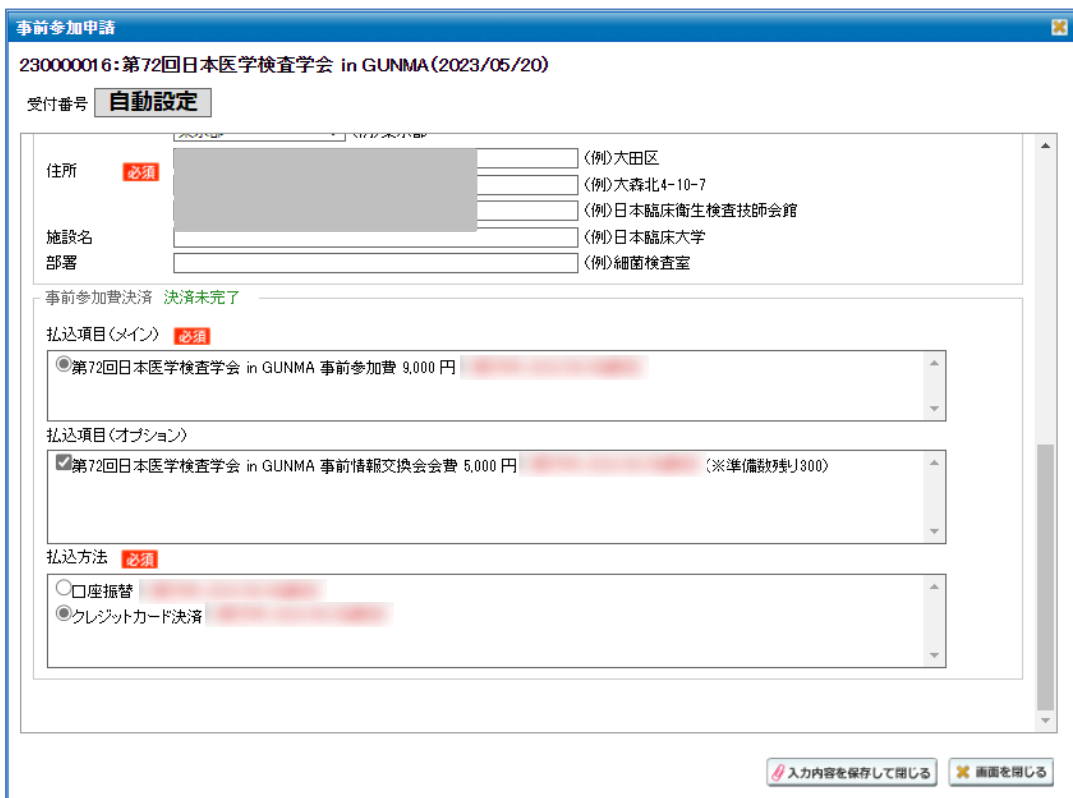 事前参加申請
230000016:第72回日本医学検査学会 in GUNMA(2023/05/20)
受付番号 自動設定
住所 必須 (例)大田区
(例)大森北4-10-7
(例)日本臨床衛生検査技師会館
施設名 (例)日本臨床大学
部署 (例)細菌検査室
事前参加費決済 決済未完了
払込項目(メイン) 必須
第72回日本医学検査学会 in GUNMA 事前参加費 9,000 円
払込項目(オプション)
第72回日本医学検査学会 in GUNMA 事前情報交換会会費 5,000 円 (※準備数残り300)
払込方法 必須
口座振替
クレジットカード決済
入力内容を保存して閉じる 画面を閉じる